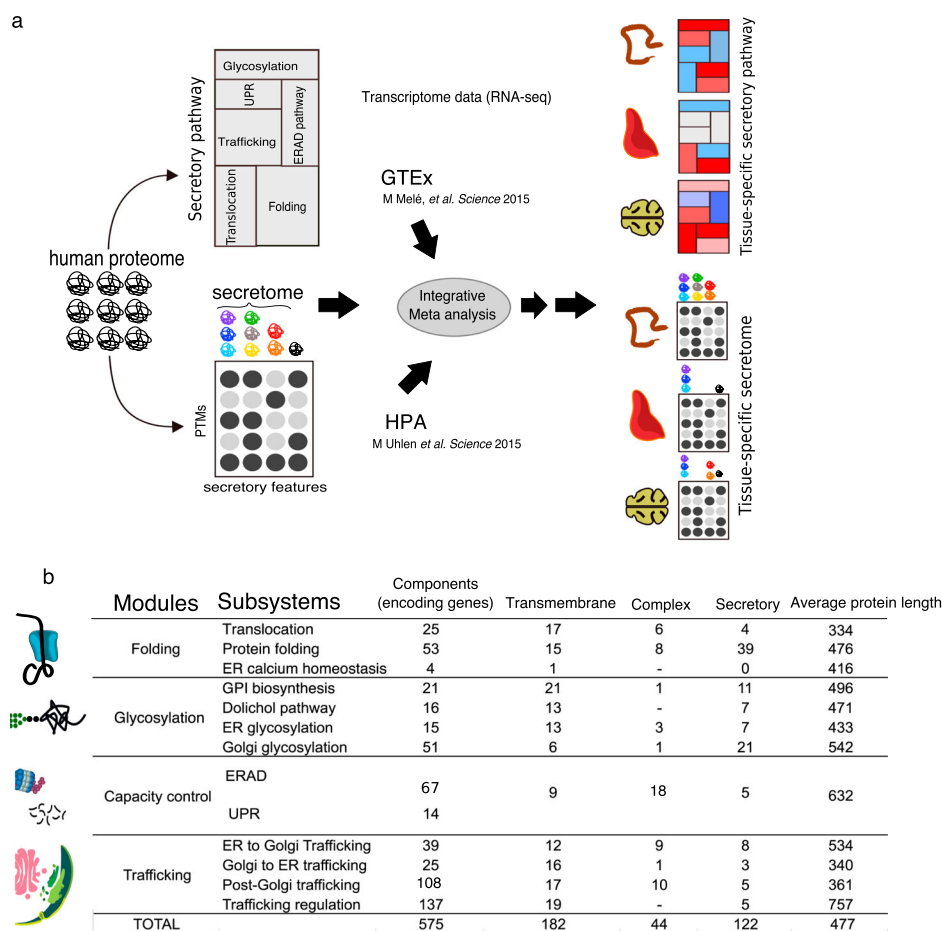 a
Secretory pathway
Glycosylation
UPR
ERAD pathway
Trafficking
Translocation
Folding
Transcriptome data (RNA-seq)
GTEx
M Melé, et al. Science 2015
human proteome
secretome
Integrative
Meta analysis
HPA
M Uhlen et al. Science 2015
PTMs
secretory features
Tissue-specific secretory pathway
Tissue-specific secretome
b
Modules Subsystems Components (encoding genes) Transmembrane Complex Secretory Average protein length
Folding
Translocation 25 17 6 4 334
Protein folding 53 15 8 39 476
ER calcium homeostasis 4 1 - 0 416
Glycosylation
GPI biosynthesis 21 21 1 11 496
Dolichol pathway 16 13 - 7 471
ER glycosylation 15 13 3 7 433
Golgi glycosylation 51 6 1 21 542
Capacity control
ERAD 67 9 18 5 632
UPR 14
Trafficking
ER to Golgi Trafficking 39 12 9 8 534
Golgi to ER trafficking 25 16 1 3 340
Post-Golgi trafficking 108 17 10 5 361
Trafficking regulation 137 19 - 5 757
TOTAL 575 182 44 122 477